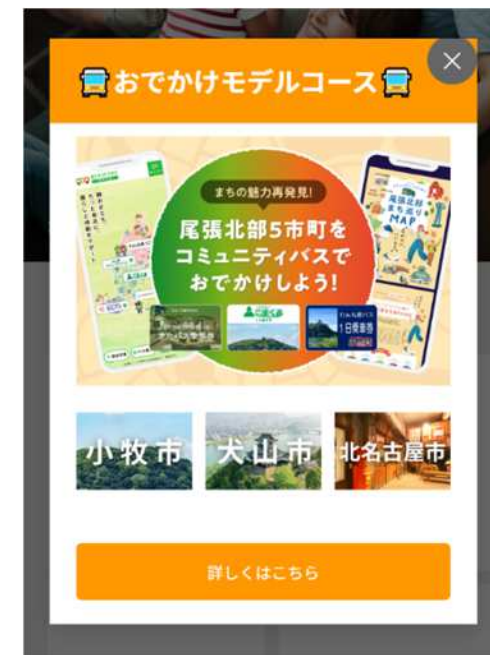 おでかけモデルコース
まちの魅力再発見!
尾張北部5市町を
コミュニティバスで
おでかけしよう!
尾張北部
まち巡り
MAP
1日乗車券
小牧市
犬山市
北名古屋市
詳しくはこちら